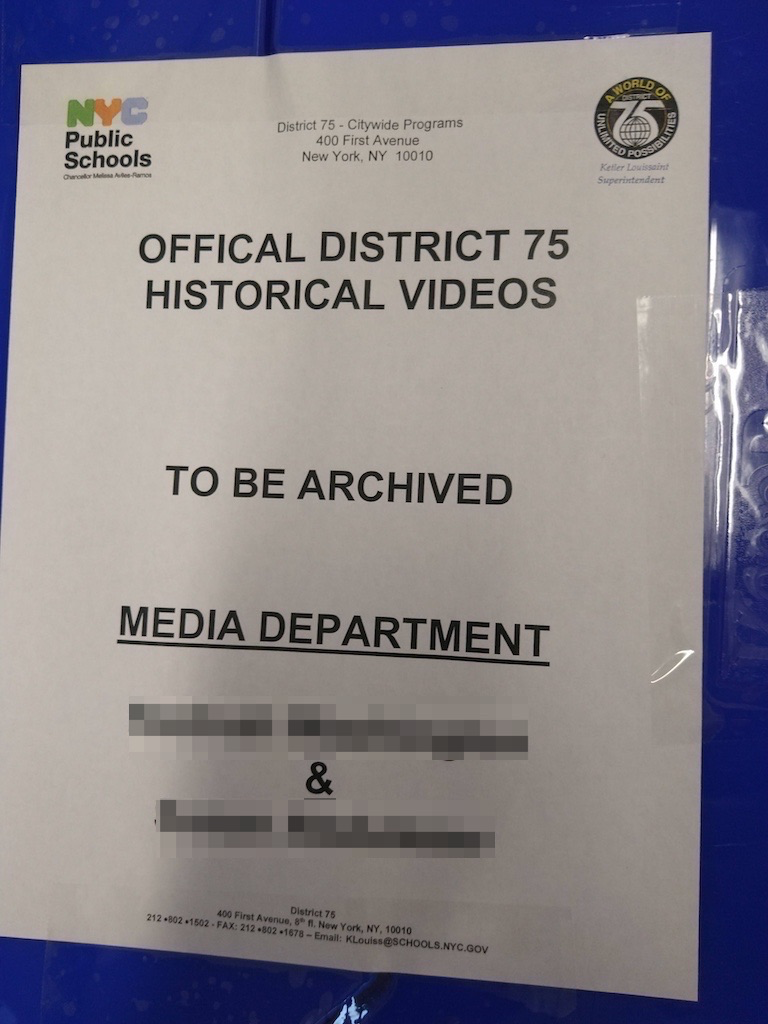 NYC
Public
Schools
Chancellor Melissa Aviles-Ramos
District 75 - Citywide Programs
400 First Avenue
New York, NY 10010
A WORLD OF
DISTRICT
75
UNLIMITED POSSIBILITIES
Ketler Louissaint
Superintendent
OFFICAL DISTRICT 75
HISTORICAL VIDEOS
TO BE ARCHIVED
MEDIA DEPARTMENT
&
District 75
400 First Avenue, 8th fl. New York, NY, 10010
212 •802 •1502 - FAX: 212 •802 •1678 – Email: KLouiss@SCHOOLS.NYC.GOV